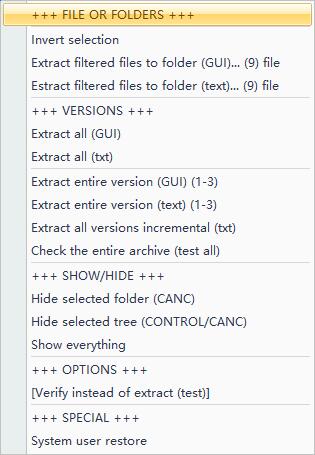 +++ FILE OR FOLDERS +++
Invert selection
Extract filtered files to folder (GUI)... (9) file
Estract filtered files to folder (text)... (9) file
+++ VERSIONS +++
Extract all (GUI)
Extract all (txt)
Extract entire version (GUI) (1-3)
Extract entire version (text) (1-3)
Extract all versions incremental (txt)
Check the entire archive (test all)
+++ SHOW/HIDE +++
Hide selected folder (CANC)
Hide selected tree (CONTROL/CANC)
Show everything
+++ OPTIONS +++
[Verify instead of extract (test)]
+++ SPECIAL +++
System user restore